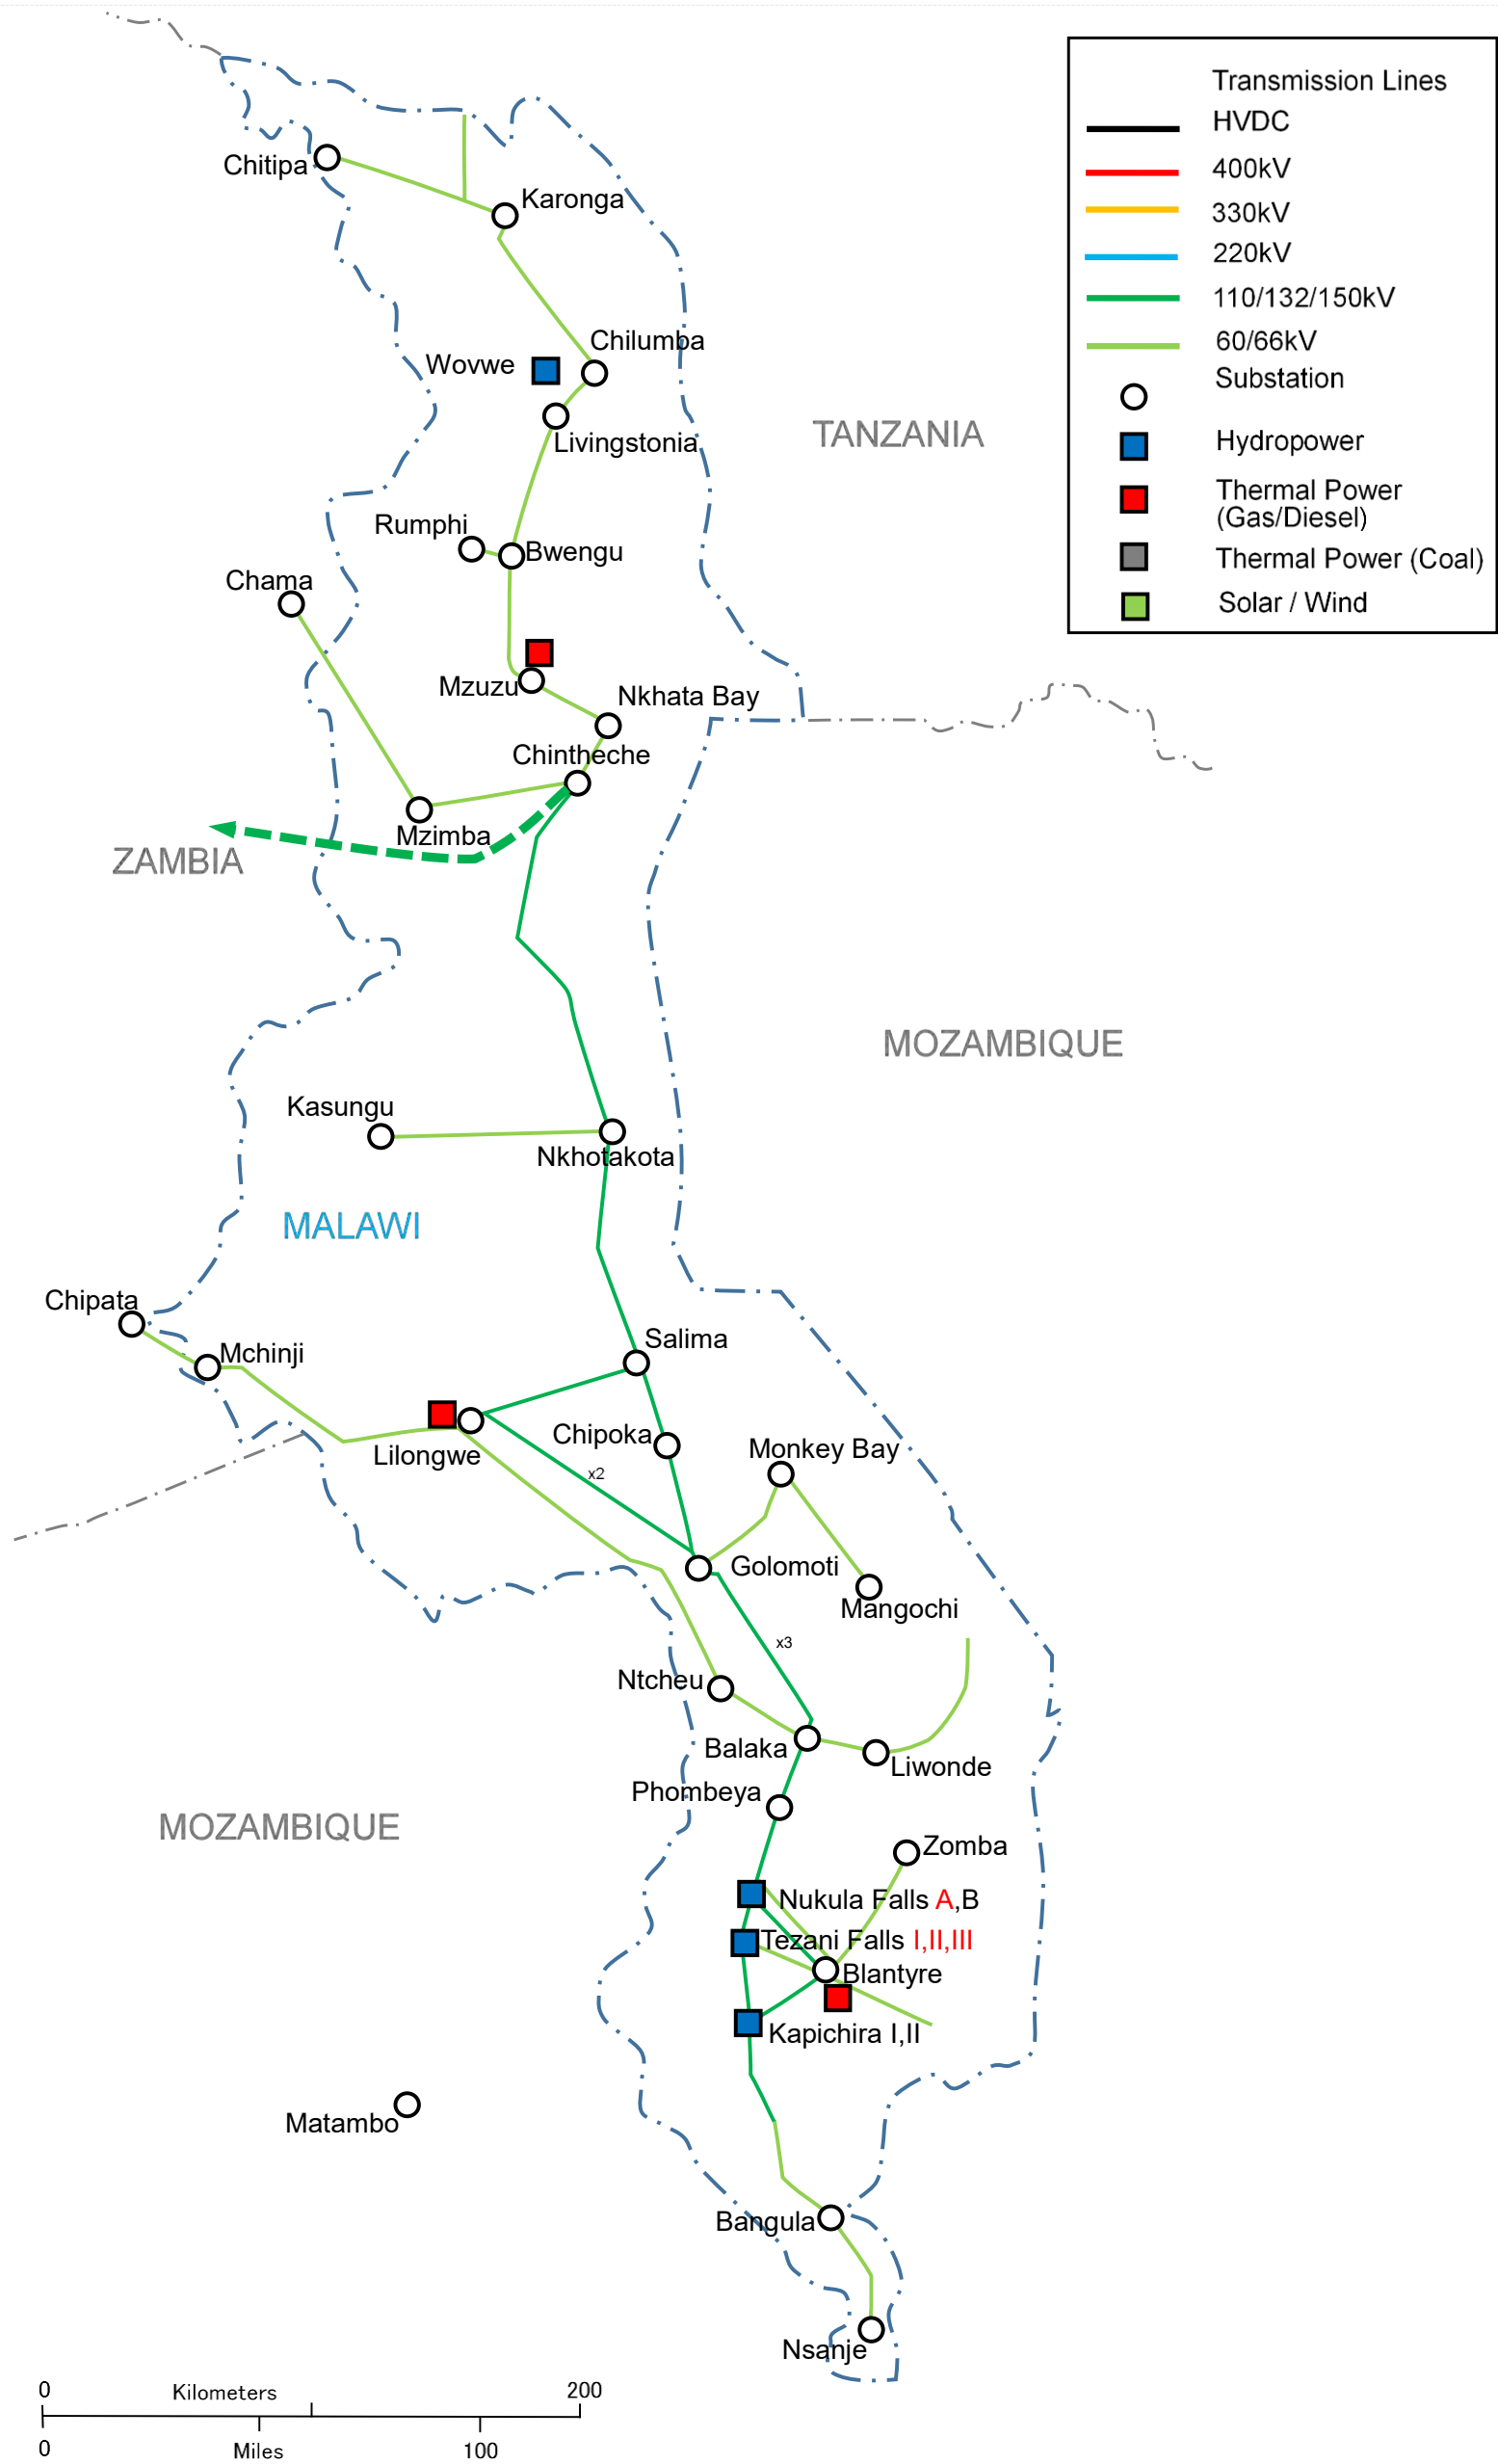 Transmission Lines
HVDC
400kV
330kV
220kV
110/132/150kV
60/66kV
Substation
Hydropower
Thermal Power
(Gas/Diesel)
Thermal Power (Coal)
Solar / Wind
Chitipa
Karonga
Chilumba
Wovwe
Livingstonia
TANZANIA
Rumphi
Bwengu
Chama
Mzuzu
Nkhata Bay
Chintheche
Mzimba
ZAMBIA
MOZAMBIQUE
Kasungu
Nkhotakota
MALAWI
Chipata
Mchinji
Salima
Lilongwe
Chipoka
x2
Monkey Bay
Golomoti
Mangochi
x3
Ntcheu
Balaka
Liwonde
Phombeya
MOZAMBIQUE
Zomba
Nukula Falls A,B
Tezani Falls I,II,III
Blantyre
Kapichira I,II
Matambo
Bangula
Nsanje
0 Kilometers 200
0 Miles 100